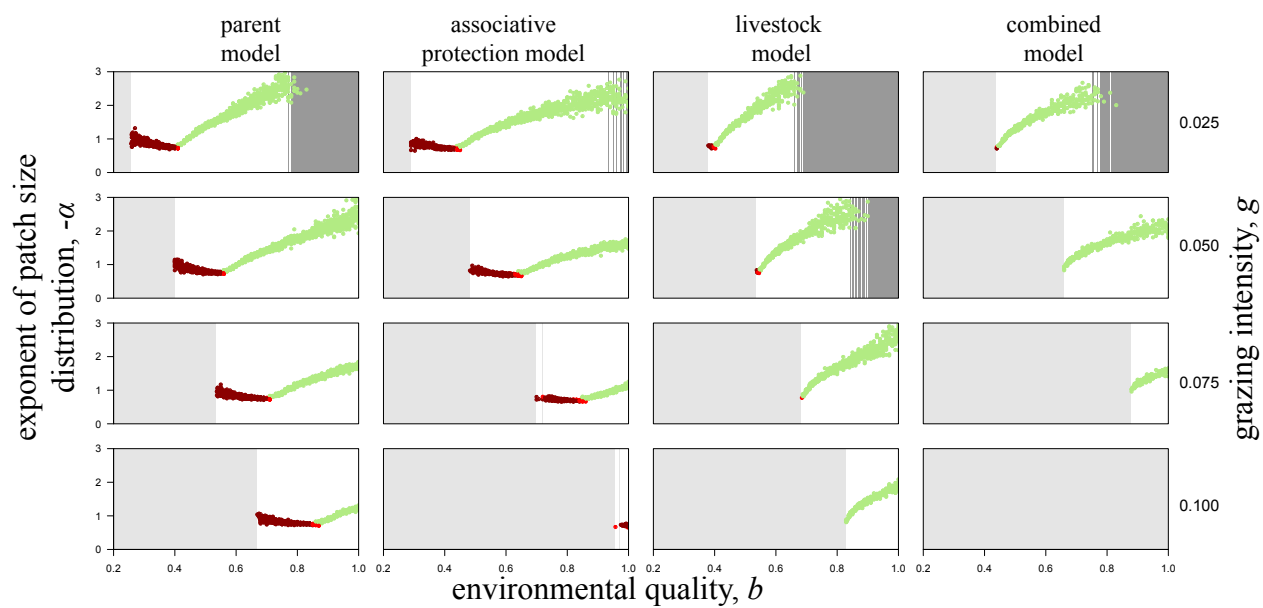 parent
model
associative
protection model
livestock
model
combined
model
exponent of patch size
distribution, -α
3
2
1
0
0.025
3
2
1
0
0.050
3
2
1
0
0.075
3
2
1
0
0.100
grazing intensity, g
0.2 0.4 0.6 0.8 1.0
0.2 0.4 0.6 0.8 1.0
0.2 0.4 0.6 0.8 1.0
0.2 0.4 0.6 0.8 1.0
environmental quality, b